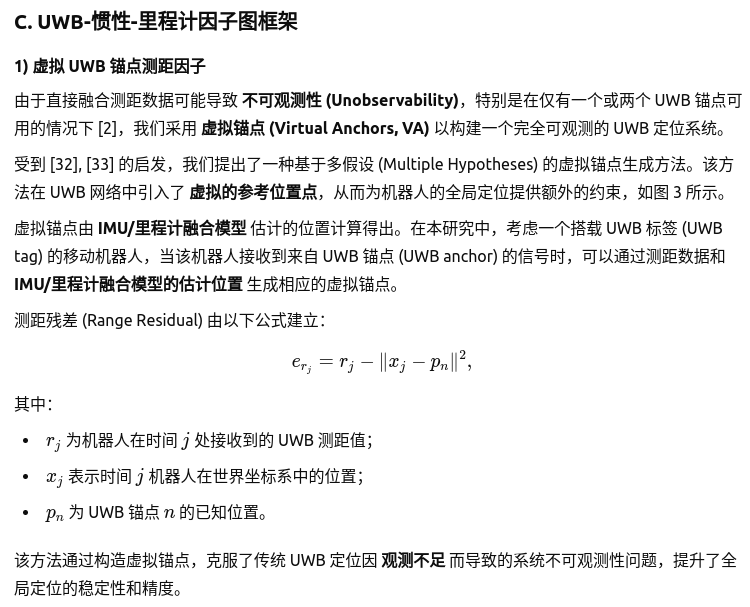 C. UWB-惯性-里程计因子图框架
1) 虚拟 UWB 锚点测距因子
由于直接融合测距数据可能导致 不可观测性 (Unobservability)，特别是在仅有一个或两个 UWB 锚点可
用的情况下 [2]，我们采用 虚拟锚点 (Virtual Anchors, VA) 以构建一个完全可观测的 UWB 定位系统。
受到 [32], [33] 的启发，我们提出了一种基于多假设 (Multiple Hypotheses) 的虚拟锚点生成方法。该方
法在 UWB 网络中引入了 虚拟的参考位置点，从而为机器人的全局定位提供额外的约束，如图 3 所示。
虚拟锚点由 IMU/里程计融合模型 估计的位置计算得出。在本研究中，考虑一个搭载 UWB 标签 (UWB
tag) 的移动机器人，当该机器人接收到来自 UWB 锚点 (UWB anchor) 的信号时，可以通过测距数据和
IMU/里程计融合模型的估计位置 生成相应的虚拟锚点。
测距残差 (Range Residual) 由以下公式建立：
e_{r_j} = r_j − ‖x_j − p_n‖²,
其中：
• r_j 为机器人在时间 j 处接收到的 UWB 测距值；
• x_j 表示时间 j 机器人在世界坐标系中的位置；
• p_n 为 UWB 锚点 n 的已知位置。
该方法通过构造虚拟锚点，克服了传统 UWB 定位因 观测不足 而导致的系统不可观测性问题，提升了全
局定位的稳定性和精度。